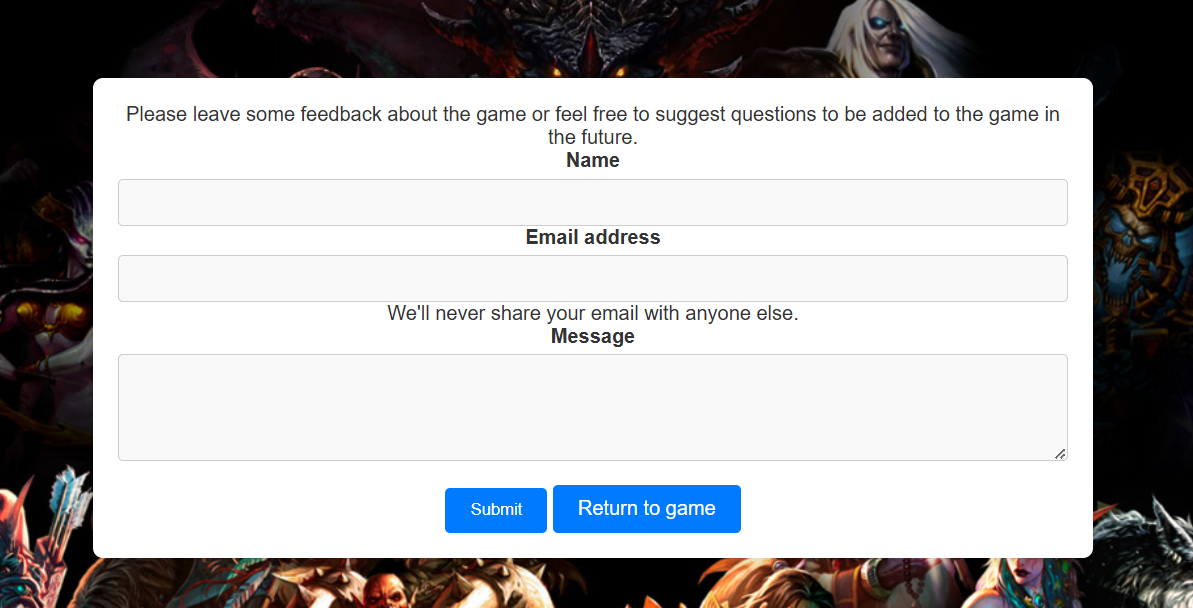 Please leave some feedback about the game or feel free to suggest questions to be added to the game in
the future.
Name
Email address
We'll never share your email with anyone else.
Message
Submit
Return to game